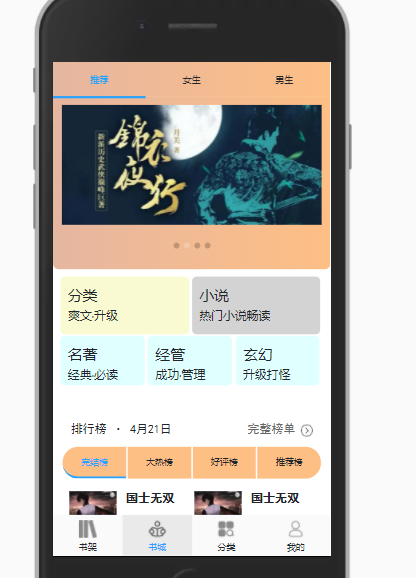 推荐 女生 男生
錦衣夜行
月关 著
新派历史武侠巅峰巨著
分类
爽文·升级
小说
热门小说畅读
名著
经典·必读
经管
成功·管理
玄幻
升级打怪
排行榜 · 4月21日 完整榜单
完结榜 大热榜 好评榜 推荐榜
国士无双 国士无双
书架 书城 分类 我的